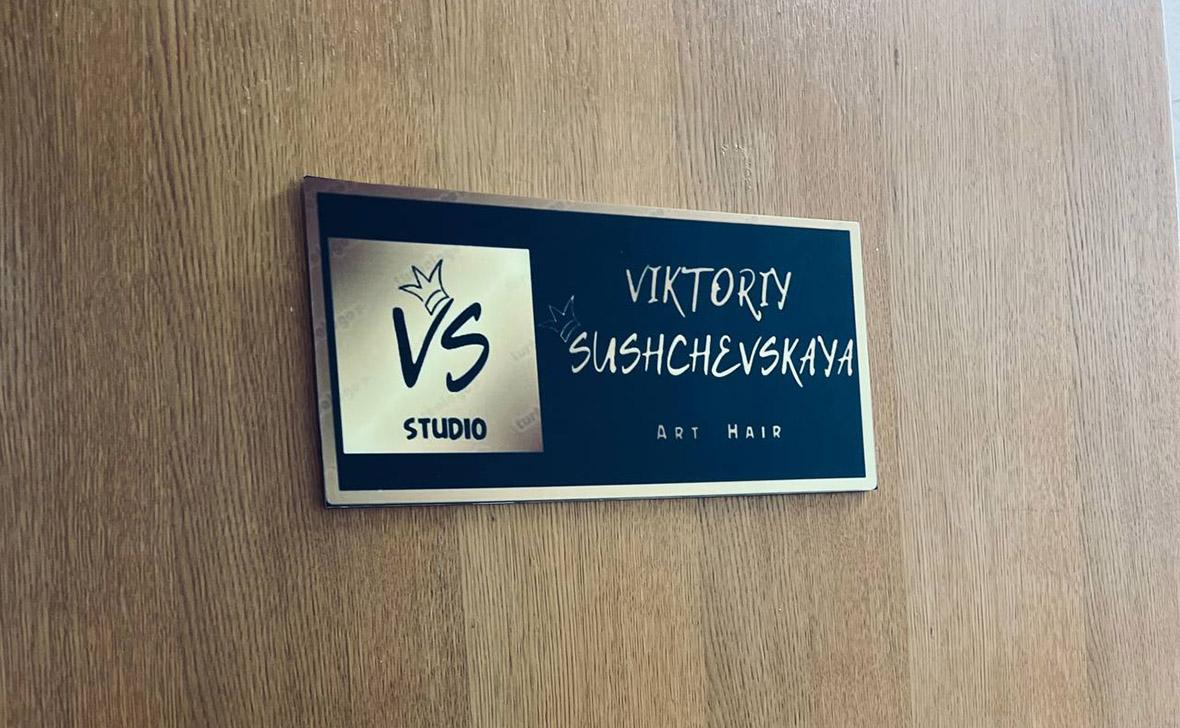 VS
STUDIO
VIKTORIY
SUSHCHEVSKAYA
ART HAIR